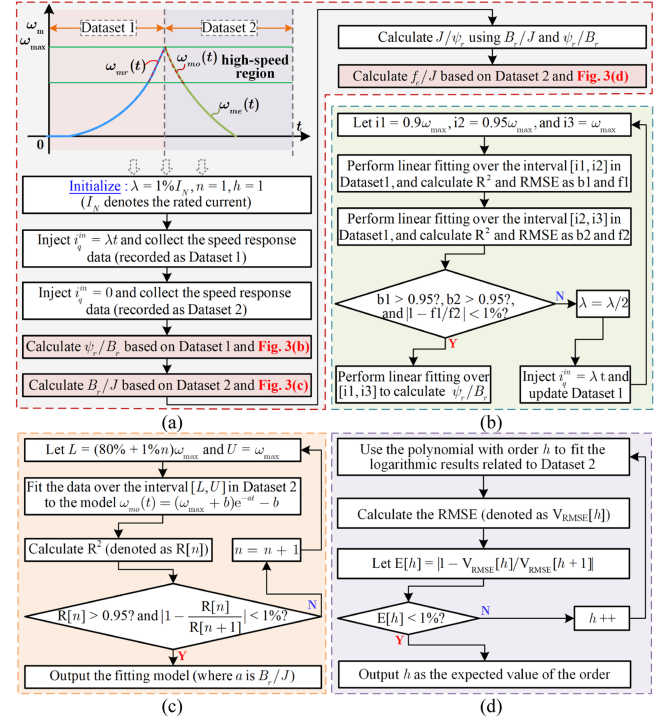 ω_m
ω_max
Dataset 1
Dataset 2
ω_mr(t)
ω_mo(t)
high-speed
region
ω_me(t)
0
t
Initialize : λ = 1%I_N, n = 1, h = 1
(I_N denotes the rated current)
Inject i_q^in = λt and collect the speed response
data (recorded as Dataset 1)
Inject i_q^in = 0 and collect the speed response
data (recorded as Dataset 2)
Calculate ψ_r/B_r based on Dataset 1 and Fig. 3(b)
Calculate B_r/J based on Dataset 2 and Fig. 3(c)
(a)
Calculate J/ψ_r using B_r/J and ψ_r/B_r
Calculate f_c/J based on Dataset 2 and Fig. 3(d)
Let i1 = 0.9ω_max, i2 = 0.95ω_max, and i3 = ω_max
Perform linear fitting over the interval [i1, i2] in
Dataset1, and calculate R² and RMSE as b1 and f1
Perform linear fitting over the interval [i2, i3] in
Dataset1, and calculate R² and RMSE as b2 and f2
b1 > 0.95?, b2 > 0.95?,
and |1 − f1/f2| < 1%?
N
λ = λ/2
Y
Perform linear fitting over
[i1, i3] to calculate ψ_r/B_r
Inject i_q^in = λ t and
update Dataset 1
(b)
Let L = (80% + 1%n)ω_max and U = ω_max
Fit the data over the interval [L, U] in Dataset 2
to the model ω_mo(t) = (ω_max + b)e^−at − b
Calculate R² (denoted as R[n])
n = n + 1
R[n] > 0.95? and |1 − R[n]/R[n+1]| < 1%?
N
Y
Output the fitting model (where a is B_r/J)
(c)
Use the polynomial with order h to fit the
logarithmic results related to Dataset 2
Calculate the RMSE (denoted as V_RMSE[h])
Let E[h] = |1 − V_RMSE[h]/V_RMSE[h + 1]|
E[h] < 1%?
N
h ++
Y
Output h as the expected value of the order
(d)